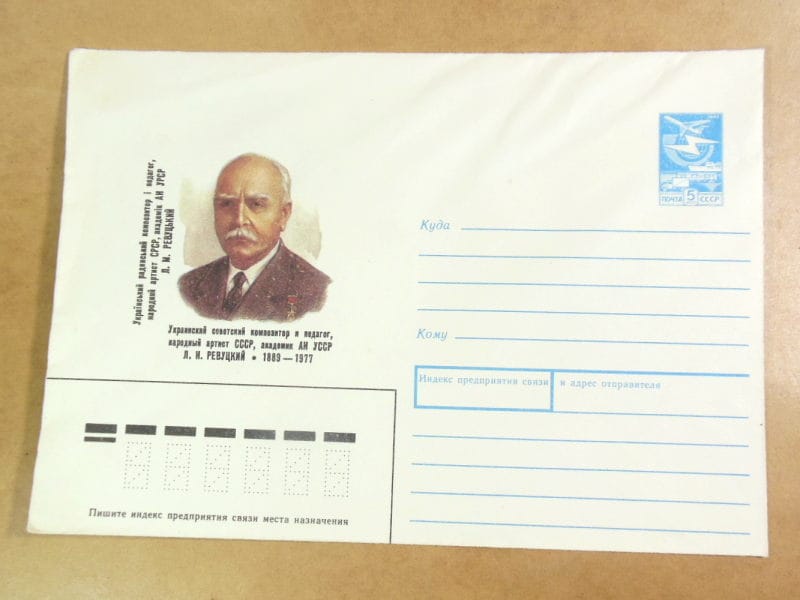 Український радянський композитор і педагог,
народний артист СРСР, академік АН УРСР
Л. М. РЕВУЦЬКИЙ
Украинский советский композитор и педагог,
народный артист СССР, академик АН УССР
Л. Н. РЕВУЦКИЙ • 1889—1977
ПОЧТА 5 СССР
Куда
Кому
Индекс предприятия связи и адрес отправителя
Пишите индекс предприятия связи места назначения